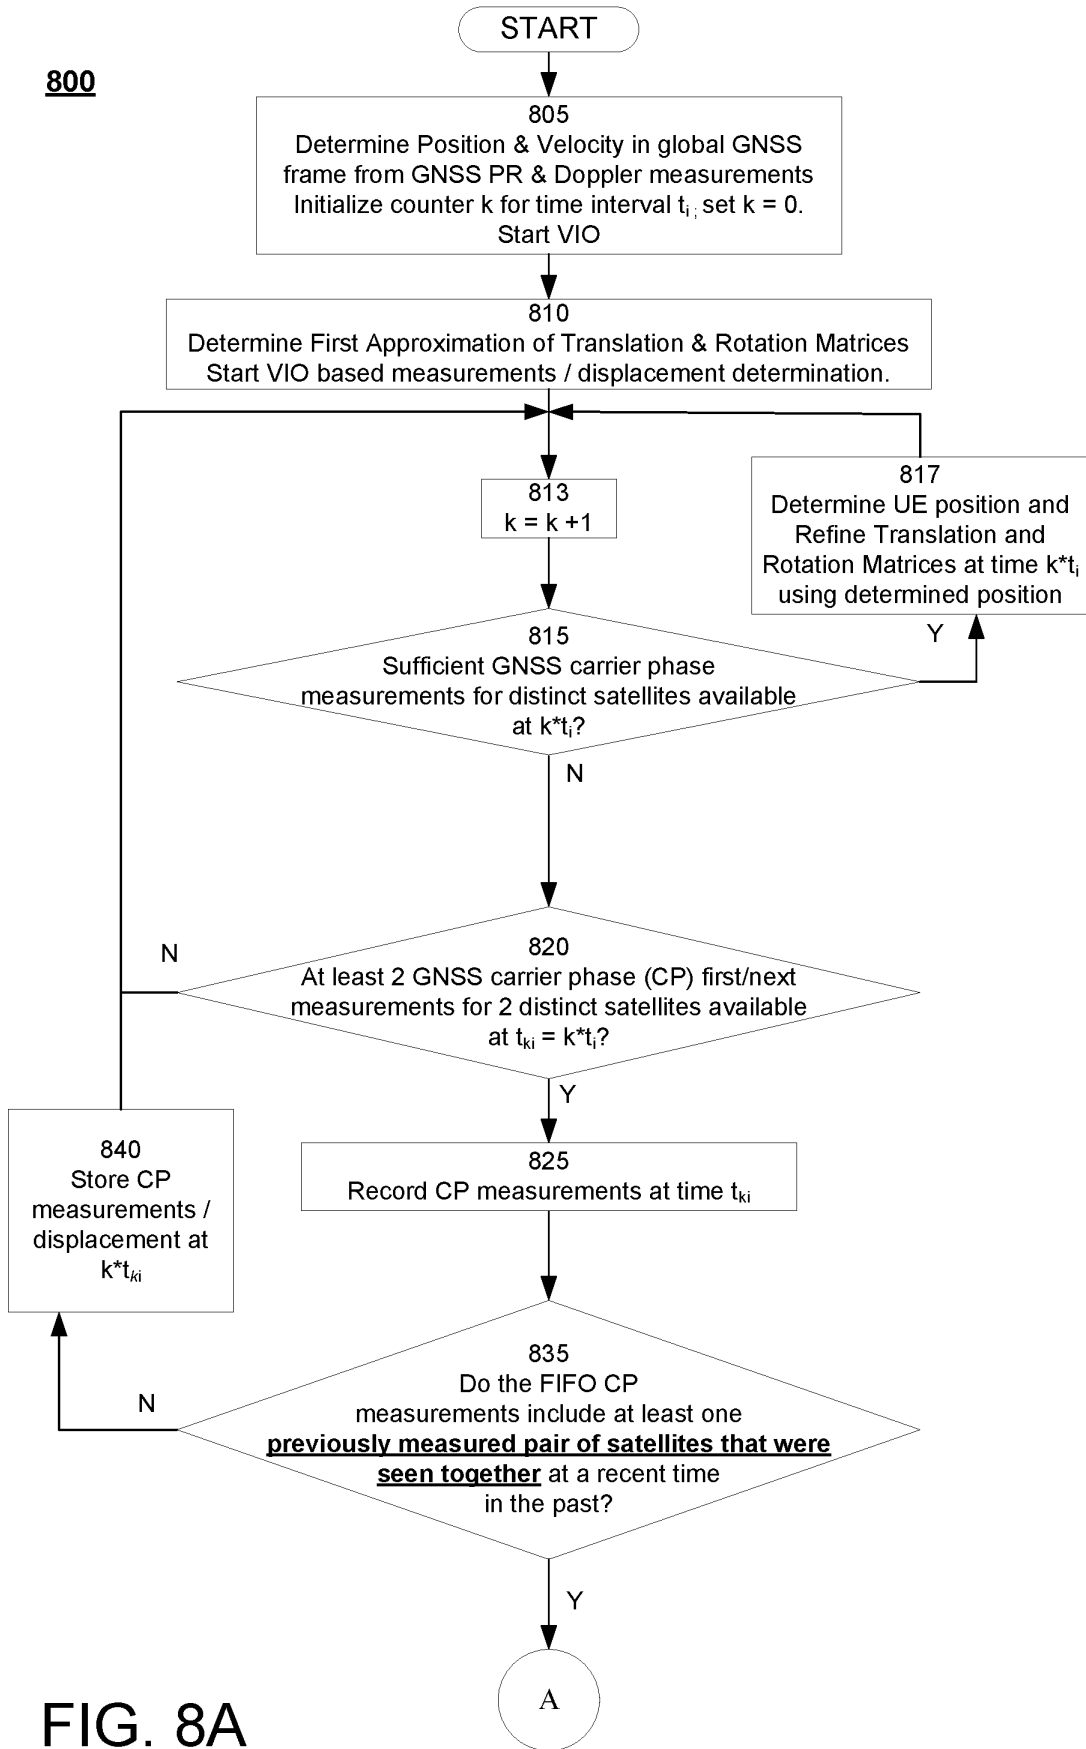 START
800
805
Determine Position & Velocity in global GNSS
frame from GNSS PR & Doppler measurements
Initialize counter k for time interval ti ; set k = 0.
Start VIO
810
Determine First Approximation of Translation & Rotation Matrices
Start VIO based measurements / displacement determination.
813
k = k +1
817
Determine UE position and
Refine Translation and
Rotation Matrices at time k*ti
using determined position
Y
815
Sufficient GNSS carrier phase
measurements for distinct satellites available
at k*ti?
N
N
820
At least 2 GNSS carrier phase (CP) first/next
measurements for 2 distinct satellites available
at tki = k*ti?
Y
825
Record CP measurements at time tki
840
Store CP
measurements /
displacement at
k*tki
N
835
Do the FIFO CP
measurements include at least one
previously measured pair of satellites that were
seen together at a recent time
in the past?
Y
A
FIG. 8A